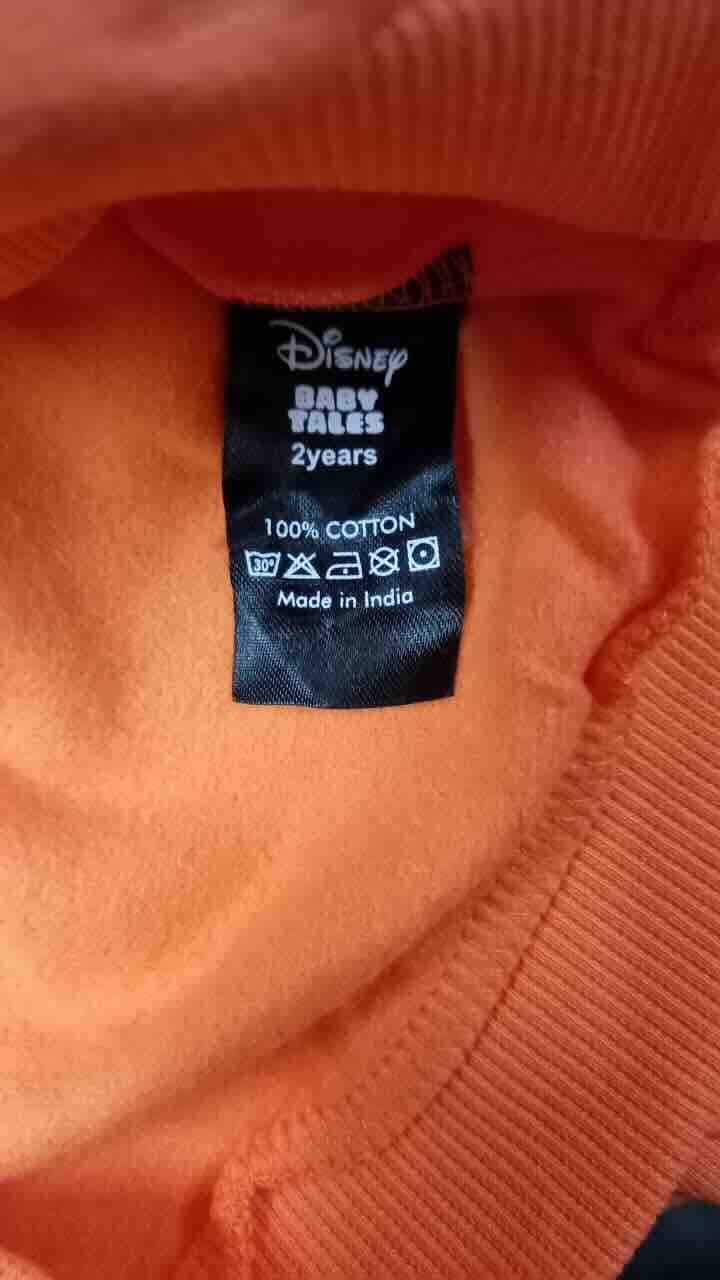 Disney
BABY
TALES
2years
100% COTTON
30°
Made in India